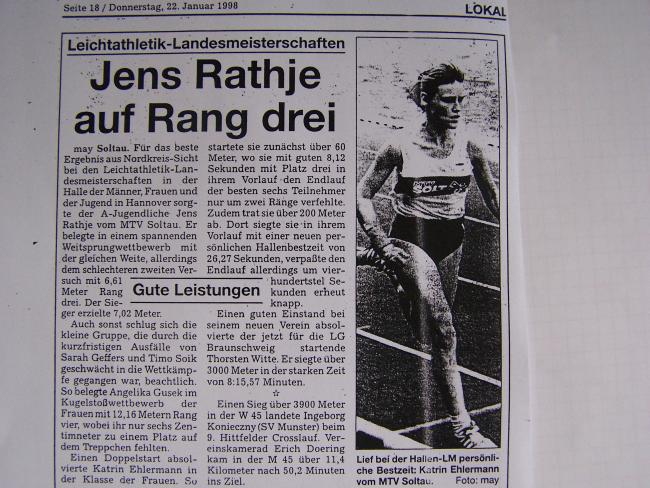 Seite 18 / Donnerstag, 22. Januar 1998
LOKAL
Leichtathletik-Landesmeisterschaften
Jens Rathje
auf Rang drei
may Soltau. Für das beste
Ergebnis aus Nordkreis-Sicht
bei den Leichtathletik-Lan-
desmeisterschaften in der
Halle der Männer, Frauen und
der Jugend in Hannover sorg-
te der A-Jugendliche Jens
Rathje vom MTV Soltau. Er
belegte in einem spannenden
Weitsprungwettbewerb mit
der gleichen Weite, allerdings
dem schlechteren zweiten Ver-
such mit 6,61
Meter Rang
drei. Der Sie-
ger erzielte 7,02 Meter.
Auch sonst schlug sich die
kleine Gruppe, die durch die
kurzfristigen Ausfälle von
Sarah Geffers und Timo Soik
geschwächt in die Wettkämp-
fe gegangen war, beachtlich.
So belegte Angelika Gusek im
Kugelstoßwettbewerb der
Frauen mit 12,16 Metern Rang
vier, wobei ihr nur sechs Zen-
timeter zu einem Platz auf
dem Treppchen fehlten.
Einen Doppelstart absol-
vierte Katrin Ehlermann in
der Klasse der Frauen. So
Gute Leistungen
startete sie zunächst über 60
Meter, wo sie mit guten 8,12
Sekunden mit Platz drei in
ihrem Vorlauf den Endlauf
der besten sechs Teilnehmer
nur um zwei Ränge verfehlte.
Zudem trat sie über 200 Meter
ab. Dort siegte sie in ihrem
Vorlauf mit einer neuen per-
sönlichen Hallenbestzeit von
26,27 Sekunden, verpaßte den
Endlauf allerdings um vier-
hundertstel Se-
kunden erneut
knapp.
Einen guten Einstand bei
seinem neuen Verein absol-
vierte der jetzt für die LG
Braunschweig startende
Thorsten Witte. Er siegte über
3000 Meter in der starken Zeit
von 8:15,57 Minuten.
☆
Einen Sieg über 3900 Meter
in der W 45 landete Ingeborg
Konieczny (SV Munster) beim
9. Hittfelder Crosslauf. Ver-
einskamerad Erich Doering
kam in der M 45 über 11,4
Kilometer nach 50,2 Minuten
ins Ziel.
SOLT
Lief bei der Hallen-LM persönli-
che Bestzeit: Katrin Ehlermann
vom MTV Soltau. Foto: may